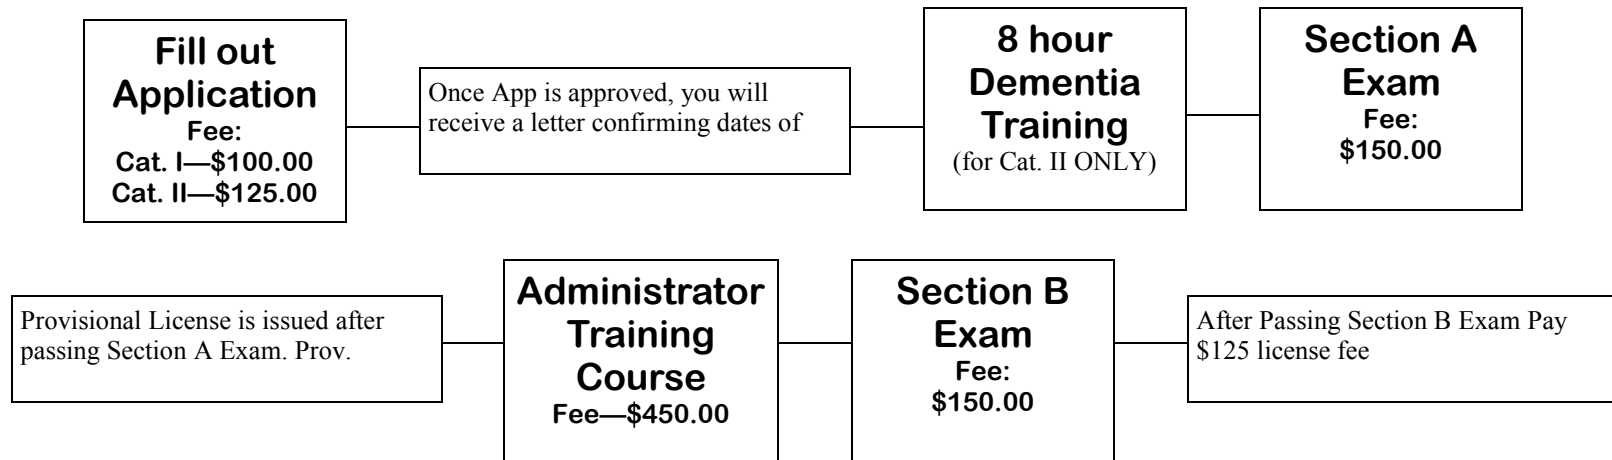 Fill out
Application
Fee:
Cat. I—$100.00
Cat. II—$125.00
Once App is approved, you will
receive a letter confirming dates of
8 hour
Dementia
Training
(for Cat. II ONLY)
Section A
Exam
Fee:
$150.00
Provisional License is issued after
passing Section A Exam. Prov.
Administrator
Training
Course
Fee—$450.00
Section B
Exam
Fee:
$150.00
After Passing Section B Exam Pay
$125 license fee